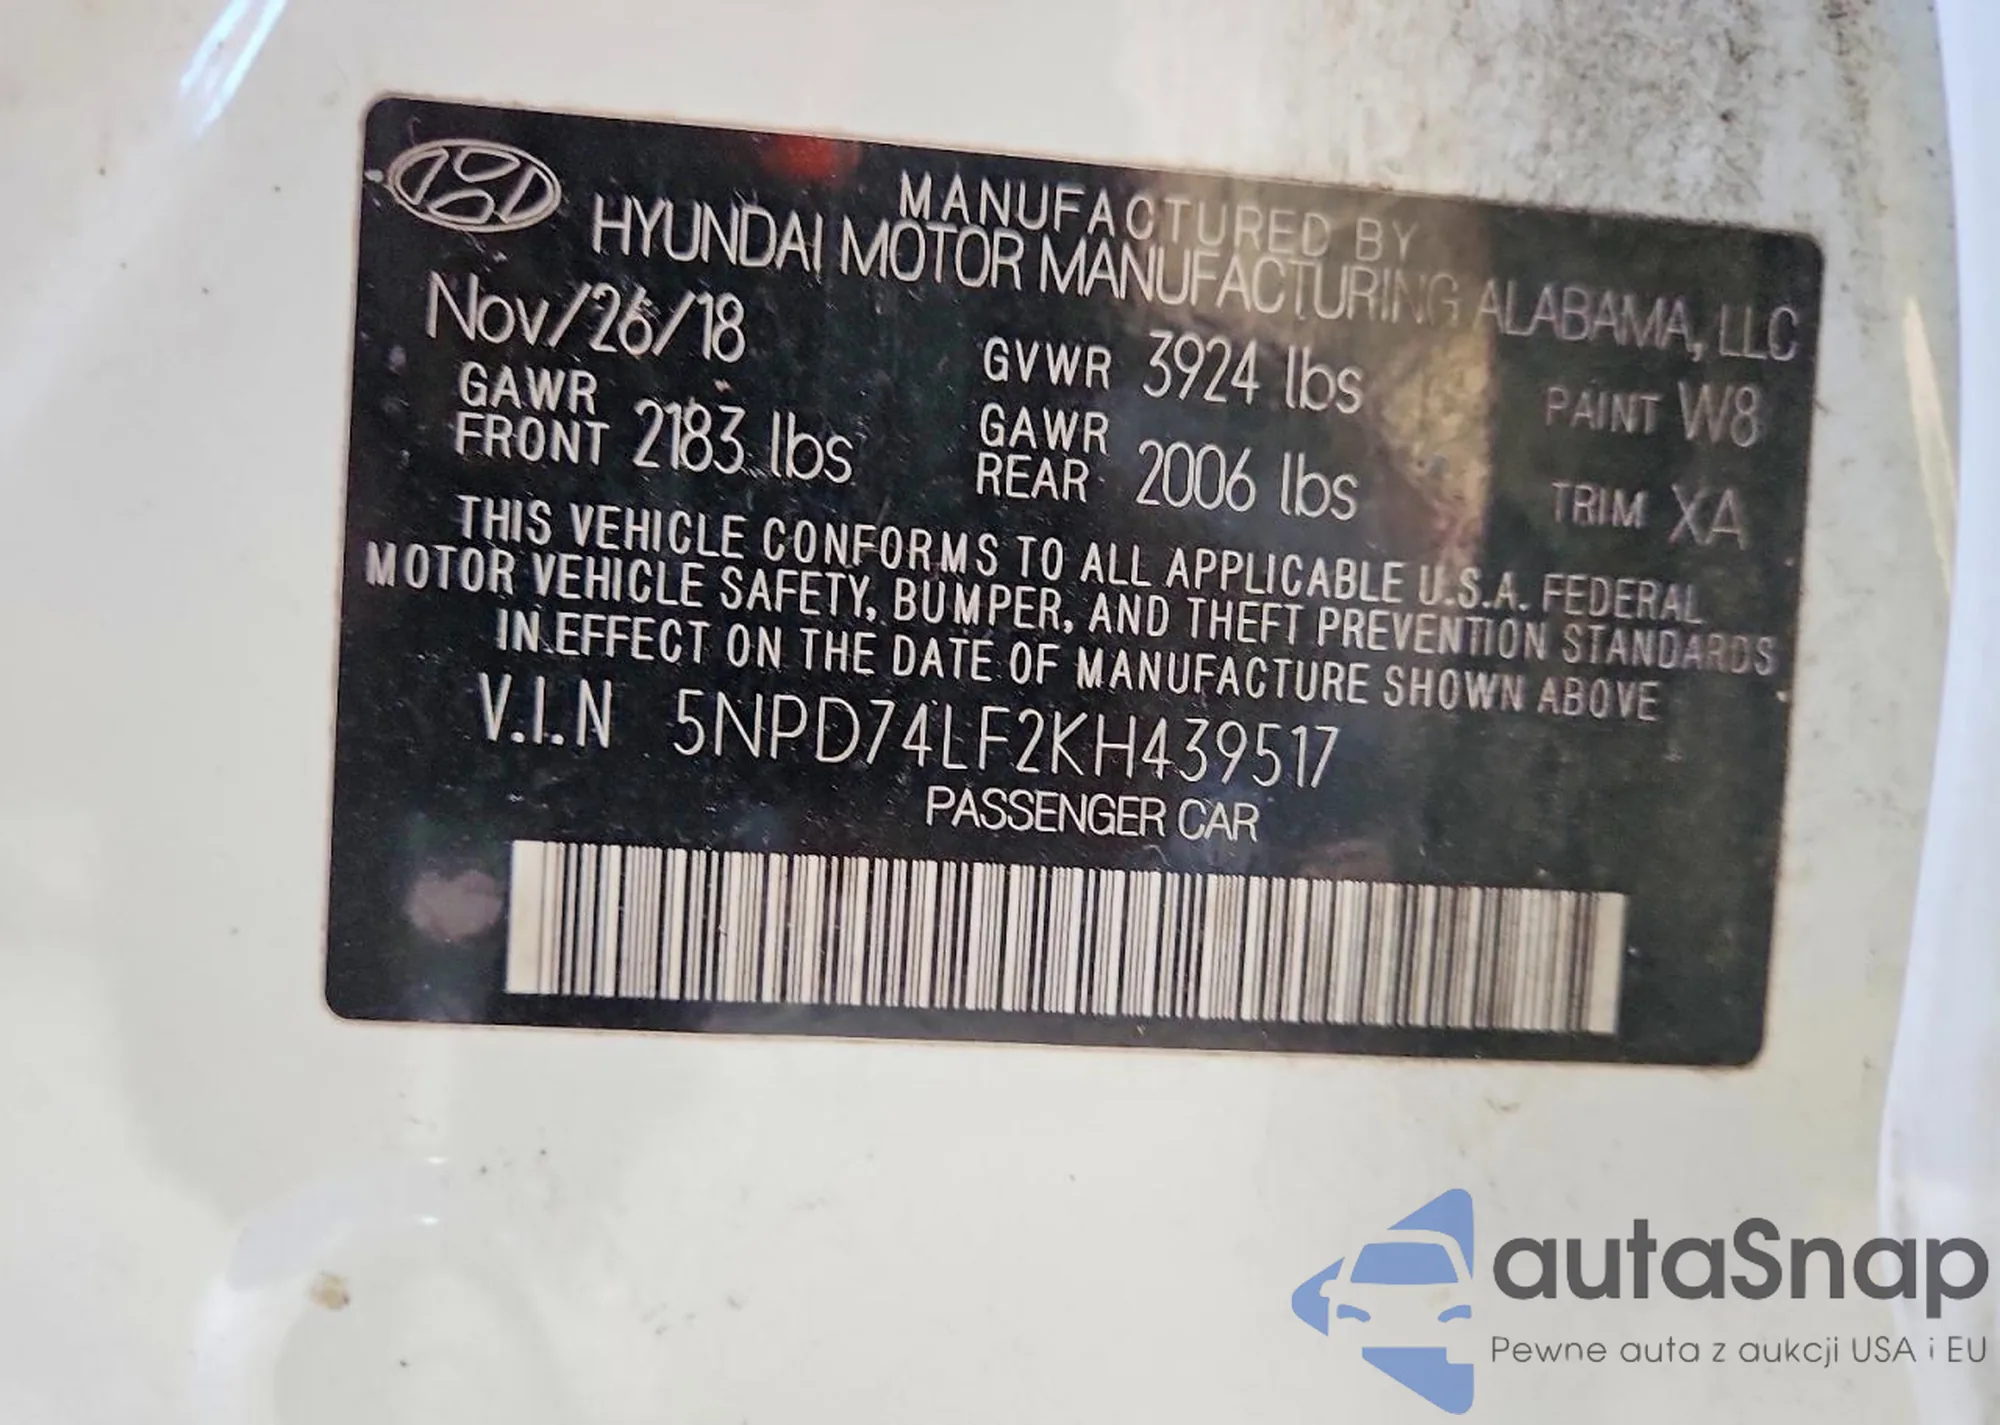 MANUFACTURED BY
HYUNDAI MOTOR MANUFACTURING ALABAMA, LLC
Nov/26/18
GVWR 3924 lbs
PAINT W8
GAWR FRONT 2183 lbs
GAWR REAR 2006 lbs
TRIM XA
THIS VEHICLE CONFORMS TO ALL APPLICABLE U.S.A. FEDERAL
MOTOR VEHICLE SAFETY, BUMPER, AND THEFT PREVENTION STANDARDS
IN EFFECT ON THE DATE OF MANUFACTURE SHOWN ABOVE
V.I.N 5NPD74LF2KH439517
PASSENGER CAR
autaSnap
Pewne auta z aukcji USA i EU